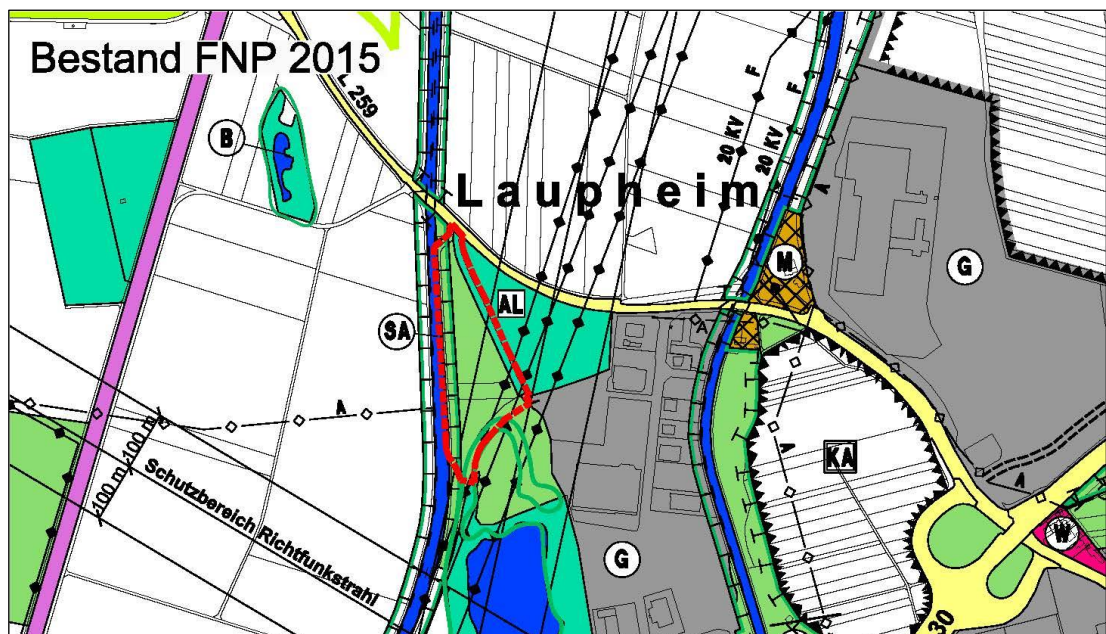 Bestand FNP 2015
L 259
B
Laupheim
20 KV F
20 KV F
A
M
G
AL
SA
A
A
100 m 100 m
Schutzbereich Richtfunkstrahl
A
KA
A
W
G
30